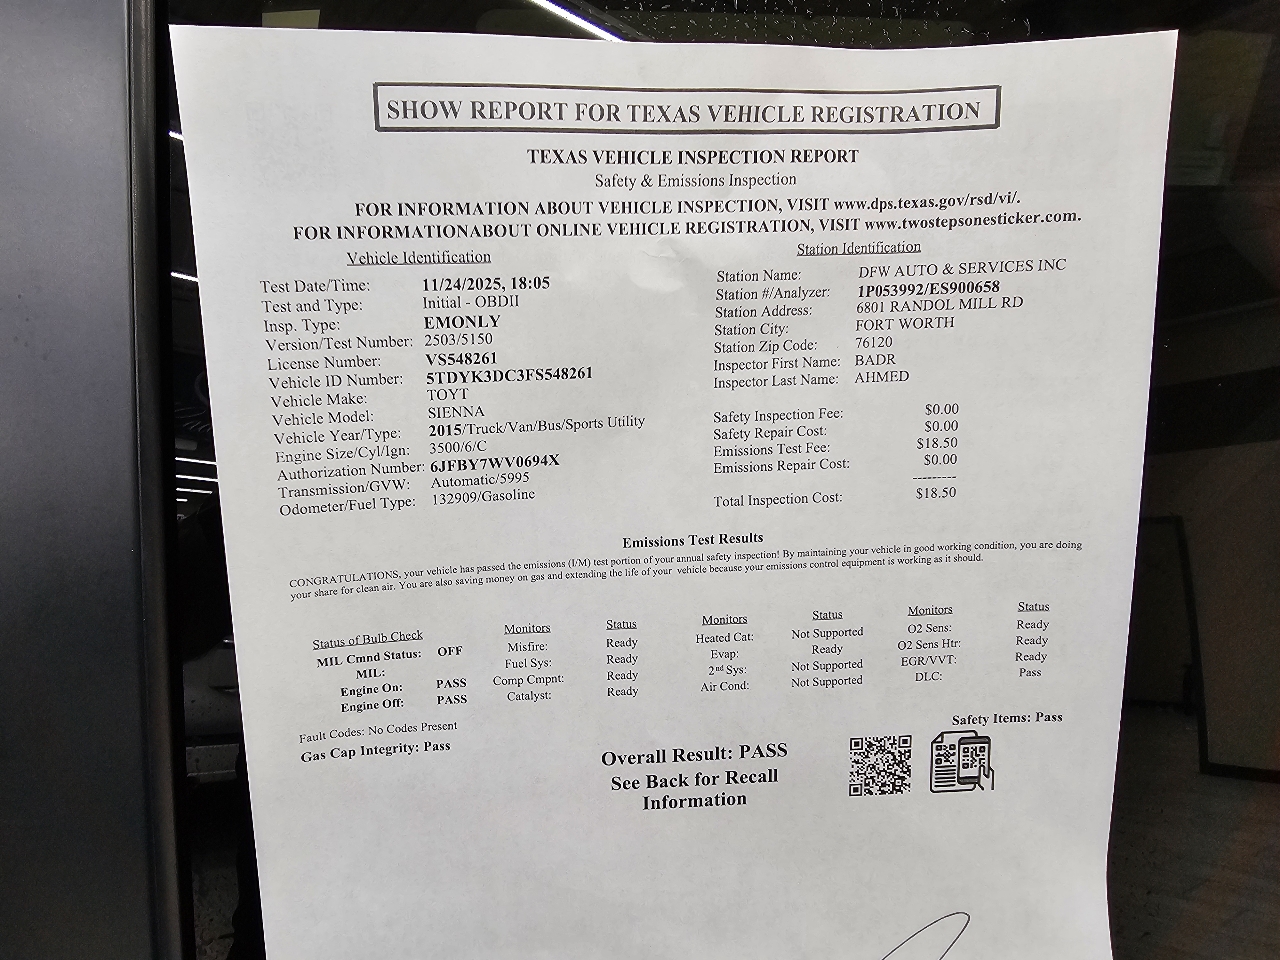 SHOW REPORT FOR TEXAS VEHICLE REGISTRATION
TEXAS VEHICLE INSPECTION REPORT
Safety & Emissions Inspection
FOR INFORMATION ABOUT VEHICLE INSPECTION, VISIT www.dps.texas.gov/rsd/vi/.
FOR INFORMATIONABOUT ONLINE VEHICLE REGISTRATION, VISIT www.twostepsonesticker.com.
Vehicle Identification
Test Date/Time: 11/24/2025, 18:05
Test and Type: Initial - OBDII
Insp. Type: EMONLY
Version/Test Number: 2503/5150
License Number: VS548261
Vehicle ID Number: 5TDYK3DC3FS548261
Vehicle Make: TOYT
Vehicle Model: SIENNA
Vehicle Year/Type: 2015/Truck/Van/Bus/Sports Utility
Engine Size/Cyl/Ign: 3500/6/C
Authorization Number: 6JFBY7WV0694X
Transmission/GVW: Automatic/5995
Odometer/Fuel Type: 132909/Gasoline
Station Identification
Station Name: DFW AUTO & SERVICES INC
Station #/Analyzer: 1P053992/ES900658
Station Address: 6801 RANDOL MILL RD
Station City: FORT WORTH
Station Zip Code: 76120
Inspector First Name: BADR
Inspector Last Name: AHMED
Safety Inspection Fee: $0.00
Safety Repair Cost: $0.00
Emissions Test Fee: $18.50
Emissions Repair Cost: $0.00
---------
Total Inspection Cost: $18.50
Emissions Test Results
CONGRATULATIONS, your vehicle has passed the emissions (I/M) test portion of your annual safety inspection! By maintaining your vehicle in good working condition, you are doing
your share for clean air. You are also saving money on gas and extending the life of your vehicle because your emissions control equipment is working as it should.
Status of Bulb Check
MIL Cmnd Status: OFF
MIL:
Engine On: PASS
Engine Off: PASS
Monitors Status
Misfire: Ready
Fuel Sys: Ready
Comp Cmpnt: Ready
Catalyst: Ready
Monitors Status
Heated Cat: Not Supported
Evap: Ready
2nd Sys: Not Supported
Air Cond: Not Supported
Monitors Status
O2 Sens: Ready
O2 Sens Htr: Ready
EGR/VVT: Ready
DLC: Pass
Fault Codes: No Codes Present
Gas Cap Integrity: Pass
Safety Items: Pass
Overall Result: PASS
See Back for Recall
Information